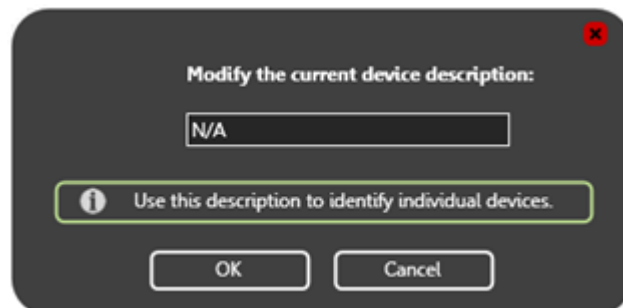 Modify the current device description:
N/A
Use this description to identify individual devices.
OK
Cancel